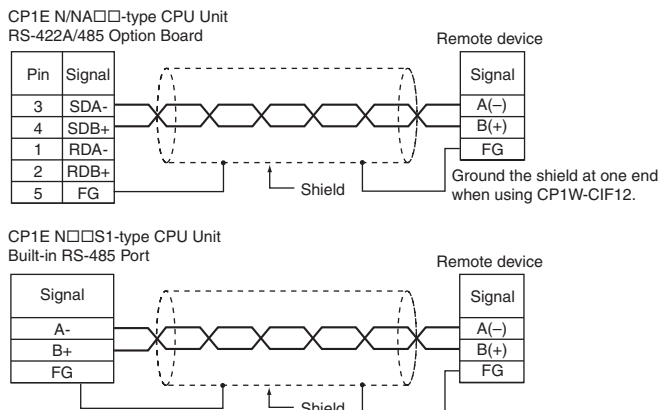 CP1E N/NA□□-type CPU Unit
RS-422A/485 Option Board
Remote device
Pin Signal
3 SDA-
4 SDB+
1 RDA-
2 RDB+
5 FG
Signal
A(−)
B(+)
FG
Shield
Ground the shield at one end
when using CP1W-CIF12.
CP1E N□□S1-type CPU Unit
Built-in RS-485 Port
Remote device
Signal
A-
B+
FG
Signal
A(−)
B(+)
FG
Shield